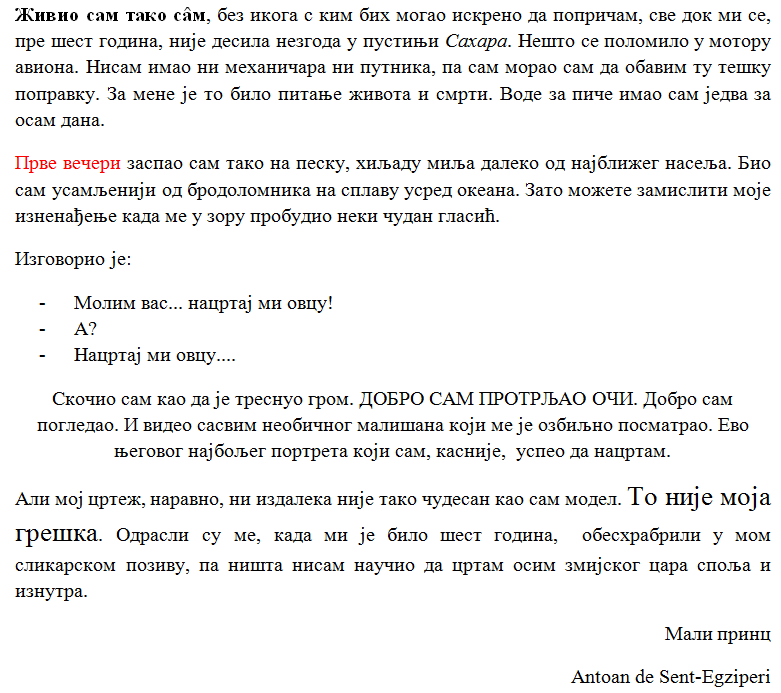 Живио сам тако сâм, без икога с ким бих могао искрено да попричам, све док ми се,
пре шест година, није десила незгода у пустињи Сахара. Нешто се поломило у мотору
авиона. Нисам имао ни механичара ни путника, па сам морао сам да обавим ту тешку
поправку. За мене је то било питање живота и смрти. Воде за пиче имао сам једва за
осам дана.
Прве вечери заспао сам тако на песку, хиљаду миља далеко од најближег насеља. Био
сам усамљенији од бродоломника на сплаву усред океана. Зато можете замислити моје
изненађење када ме у зору пробудио неки чудан гласић.
Изговорио је:
- Молим вас... нацртај ми овцу!
- А?
- Нацртај ми овцу....
Скочио сам као да је треснуо гром. ДОБРО САМ ПРОТРЉАО ОЧИ. Добро сам
погледао. И видео сасвим необичног малишана који ме је озбиљно посматрао. Ево
његовог најбољег портрета који сам, касније, успео да нацртам.
Али мој цртеж, наравно, ни издалека није тако чудесан као сам модел. То није моја
грешка. Одрасли су ме, када ми је било шест година, обесхрабрили у мом
сликарском позиву, па ништа нисам научио да цртам осим змијског цара споља и
изнутра.
Мали принц
Antoan de Sent-Egziperi